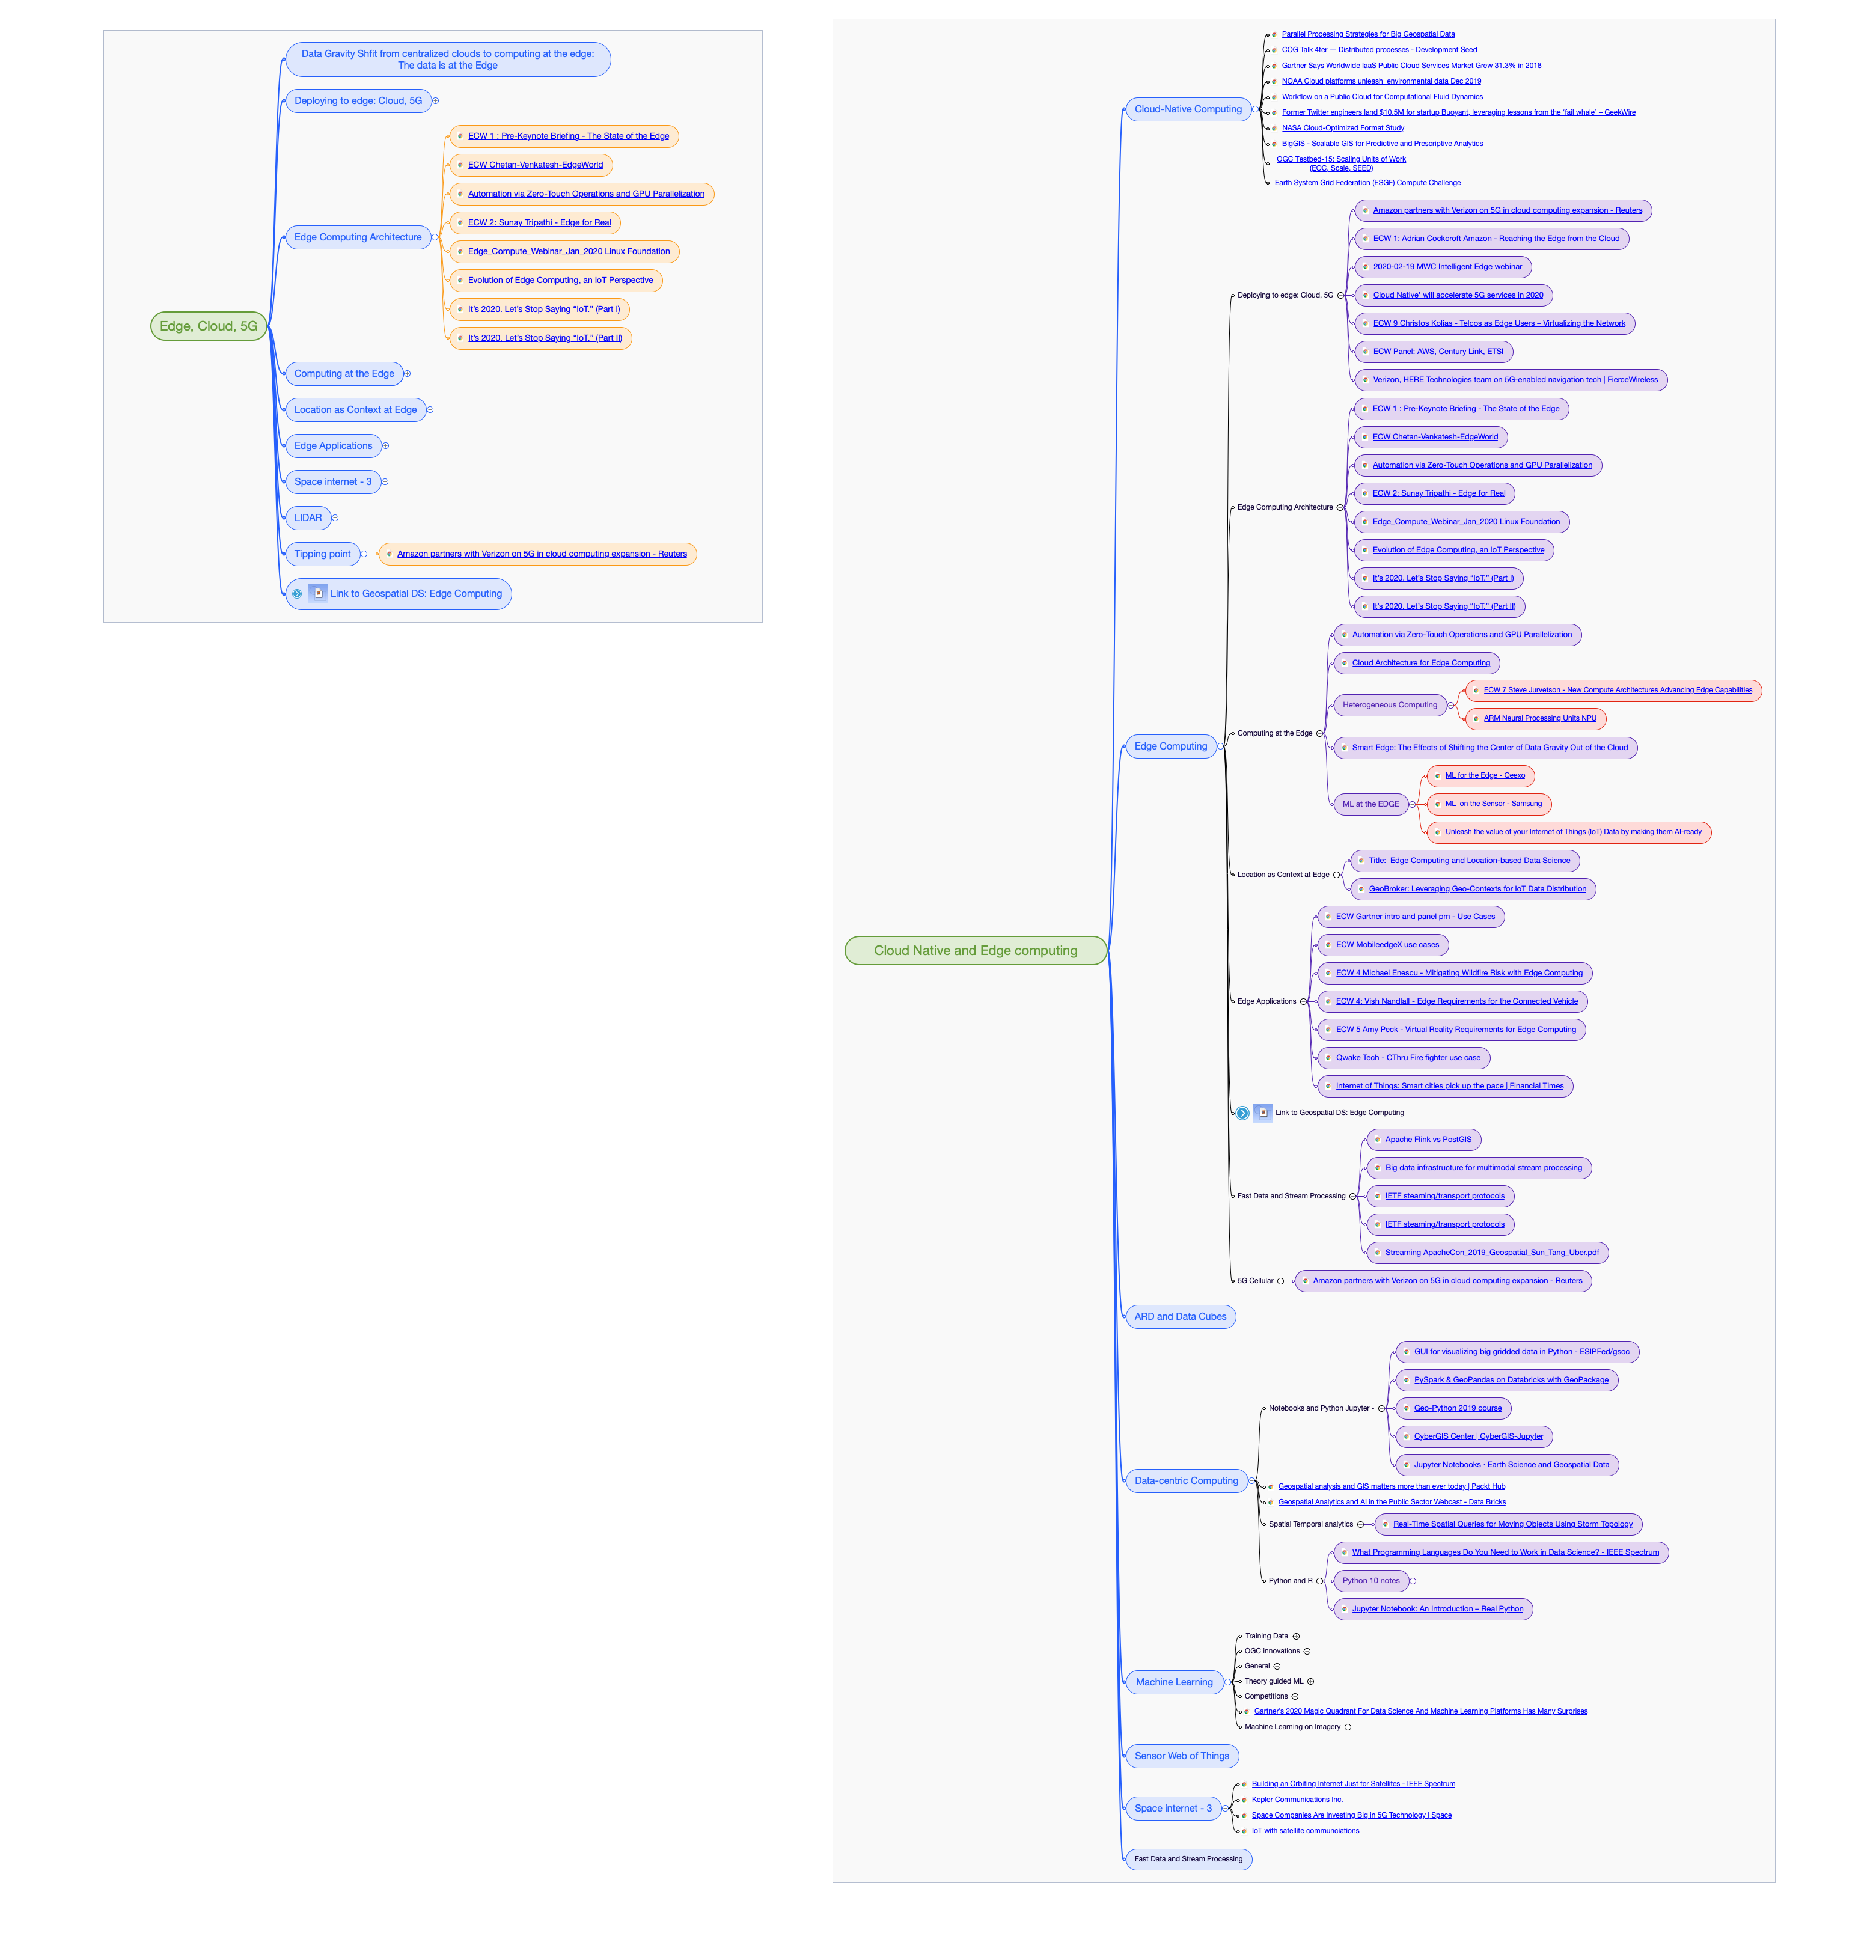 Data Gravity Shfit from centralized clouds to computing at the edge:
The data is at the Edge
Deploying to edge: Cloud, 5G
ECW 1 : Pre-Keynote Briefing - The State of the Edge
ECW Chetan-Venkatesh-EdgeWorld
Automation via Zero-Touch Operations and GPU Parallelization
ECW 2: Sunay Tripathi - Edge for Real
Edge Computing Architecture
Edge_Compute_Webinar_Jan_2020 Linux Foundation
Evolution of Edge Computing, an IoT Perspective
It's 2020. Let's Stop Saying “IoT.” (Part I)
It's 2020. Let's Stop Saying “IoT.” (Part II)
Edge, Cloud, 5G
Computing at the Edge
Location as Context at Edge
Edge Applications
Space internet - 3
LIDAR
Tipping point
Amazon partners with Verizon on 5G in cloud computing expansion - Reuters
Link to Geospatial DS: Edge Computing
Cloud Native and Edge computing
Cloud-Native Computing
Parallel Processing Strategies for Big Geospatial Data
COG Talk 4ter — Distributed processes - Development Seed
Gartner Says Worldwide IaaS Public Cloud Services Market Grew 31.3% in 2018
NOAA Cloud platforms unleash  environmental data Dec 2019
Workflow on a Public Cloud for Computational Fluid Dynamics
Former Twitter engineers land $10.5M for startup Buoyant, leveraging lessons from the 'fail whale' – GeekWire
NASA Cloud-Optimized Format Study
BigGIS - Scalable GIS for Predictive and Prescriptive Analytics
OGC Testbed-15: Scaling Units of Work
(EOC, Scale, SEED)
Earth System Grid Federation (ESGF) Compute Challenge
Edge Computing
Deploying to edge: Cloud, 5G
Amazon partners with Verizon on 5G in cloud computing expansion - Reuters
ECW 1: Adrian Cockcroft Amazon - Reaching the Edge from the Cloud
2020-02-19 MWC Intelligent Edge webinar
Cloud Native' will accelerate 5G services in 2020
ECW 9 Christos Kolias - Telcos as Edge Users – Virtualizing the Network
ECW Panel: AWS, Century Link, ETSI
Verizon, HERE Technologies team on 5G-enabled navigation tech | FierceWireless
Edge Computing Architecture
ECW 1 : Pre-Keynote Briefing - The State of the Edge
ECW Chetan-Venkatesh-EdgeWorld
Automation via Zero-Touch Operations and GPU Parallelization
ECW 2: Sunay Tripathi - Edge for Real
Edge_Compute_Webinar_Jan_2020 Linux Foundation
Evolution of Edge Computing, an IoT Perspective
It's 2020. Let's Stop Saying “IoT.” (Part I)
It's 2020. Let's Stop Saying “IoT.” (Part II)
Computing at the Edge
Automation via Zero-Touch Operations and GPU Parallelization
Cloud Architecture for Edge Computing
Heterogeneous Computing
ECW 7 Steve Jurvetson - New Compute Architectures Advancing Edge Capabilities
ARM Neural Processing Units NPU
Smart Edge: The Effects of Shifting the Center of Data Gravity Out of the Cloud
ML at the EDGE
ML for the Edge - Qeexo
ML  on the Sensor - Samsung
Unleash the value of your Internet of Things (IoT) Data by making them AI-ready
Location as Context at Edge
Title:  Edge Computing and Location-based Data Science
GeoBroker: Leveraging Geo-Contexts for IoT Data Distribution
Edge Applications
ECW Gartner intro and panel pm - Use Cases
ECW MobileedgeX use cases
ECW 4 Michael Enescu - Mitigating Wildfire Risk with Edge Computing
ECW 4: Vish Nandlall - Edge Requirements for the Connected Vehicle
ECW 5 Amy Peck - Virtual Reality Requirements for Edge Computing
Qwake Tech - CThru Fire fighter use case
Internet of Things: Smart cities pick up the pace | Financial Times
Link to Geospatial DS: Edge Computing
Fast Data and Stream Processing
Apache Flink vs PostGIS
Big data infrastructure for multimodal stream processing
IETF steaming/transport protocols
IETF steaming/transport protocols
Streaming ApacheCon_2019_Geospatial_Sun_Tang_Uber.pdf
5G Cellular
Amazon partners with Verizon on 5G in cloud computing expansion - Reuters
ARD and Data Cubes
Data-centric Computing
Notebooks and Python Jupyter -
GUI for visualizing big gridded data in Python - ESIPFed/gsoc
PySpark & GeoPandas on Databricks with GeoPackage
Geo-Python 2019 course
CyberGIS Center | CyberGIS-Jupyter
Jupyter Notebooks · Earth Science and Geospatial Data
Geospatial analysis and GIS matters more than ever today | Packt Hub
Geospatial Analytics and AI in the Public Sector Webcast - Data Bricks
Spatial Temporal analytics
Real-Time Spatial Queries for Moving Objects Using Storm Topology
Python and R
What Programming Languages Do You Need to Work in Data Science? - IEEE Spectrum
Python 10 notes
Jupyter Notebook: An Introduction – Real Python
Machine Learning
Training Data
OGC innovations
General
Theory guided ML
Competitions
Gartner's 2020 Magic Quadrant For Data Science And Machine Learning Platforms Has Many Surprises
Machine Learning on Imagery
Sensor Web of Things
Space internet - 3
Building an Orbiting Internet Just for Satellites - IEEE Spectrum
Kepler Communications Inc.
Space Companies Are Investing Big in 5G Technology | Space
IoT with satellite communciations
Fast Data and Stream Processing